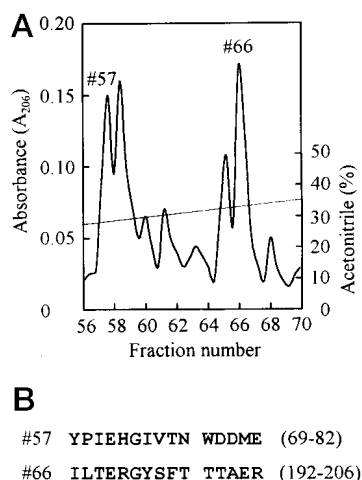 A
0.20
0.15
0.10
0.05
0
Absorbance (A206)
#57
#66
50
40
30
20
10
0
Acetonitrile (%)
56 58 60 62 64 66 68 70
Fraction number
B
#57 YPIEHGIVTN WDDME (69-82)
#66 ILTERGYSFT TTAER (192-206)